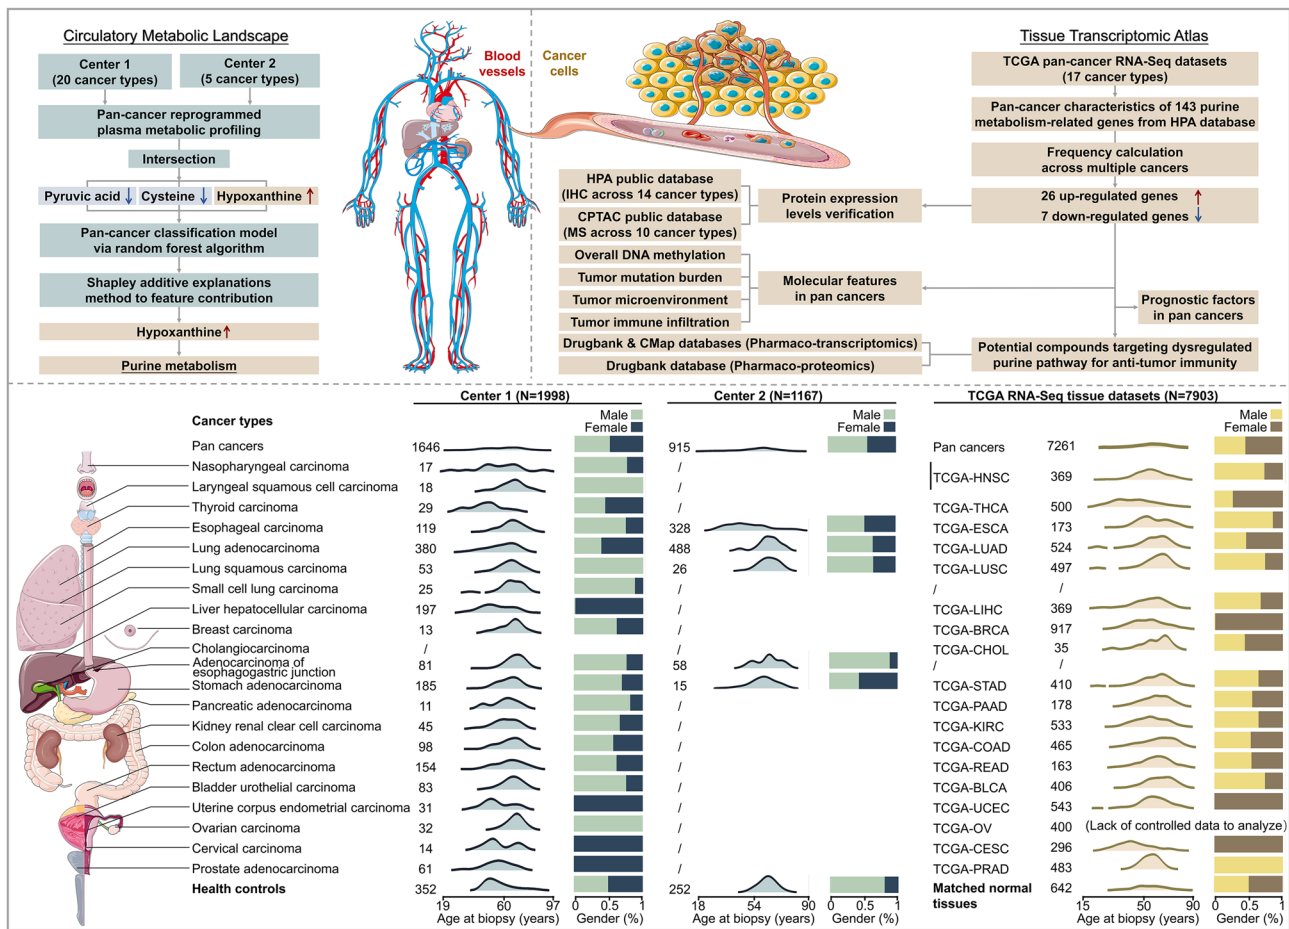 Circulatory Metabolic Landscape
Center 1
(20 cancer types)
Center 2
(5 cancer types)
Pan-cancer reprogrammed
plasma metabolic profiling
Intersection
Pyruvic acid ↓
Cysteine ↓
Hypoxanthine ↑
Pan-cancer classification model
via random forest algorithm
Shapley additive explanations
method to feature contribution
Hypoxanthine ↑
Purine metabolism
Blood
vessels
Cancer
cells
Tissue Transcriptomic Atlas
TCGA pan-cancer RNA-Seq datasets
(17 cancer types)
Pan-cancer characteristics of 143 purine
metabolism-related genes from HPA database
Frequency calculation
across multiple cancers
26 up-regulated genes ↑
7 down-regulated genes ↓
HPA public database
(IHC across 14 cancer types)
CPTAC public database
(MS across 10 cancer types)
Protein expression
levels verification
Overall DNA methylation
Tumor mutation burden
Tumor microenvironment
Tumor immune infiltration
Molecular features
in pan cancers
Prognostic factors
in pan cancers
Drugbank & CMap databases (Pharmaco-transcriptomics)
Drugbank database (Pharmaco-proteomics)
Potential compounds targeting dysregulated
purine pathway for anti-tumor immunity
Center 1 (N=1998)
Center 2 (N=1167)
TCGA RNA-Seq tissue datasets (N=7903)
Cancer types
Male
Female
Male
Female
Male
Female
Pan cancers 1646 915 Pan cancers 7261
Nasopharyngeal carcinoma 17 /
Laryngeal squamous cell carcinoma 18 /
TCGA-HNSC 369
Thyroid carcinoma 29 / TCGA-THCA 500
Esophageal carcinoma 119 328 TCGA-ESCA 173
Lung adenocarcinoma 380 488 TCGA-LUAD 524
Lung squamous carcinoma 53 26 TCGA-LUSC 497
Small cell lung carcinoma 25 / / /
Liver hepatocellular carcinoma 197 / TCGA-LIHC 369
Breast carcinoma 13 / TCGA-BRCA 917
Cholangiocarcinoma / / TCGA-CHOL 35
Adenocarcinoma of
esophagogastric junction 81 58 / /
Stomach adenocarcinoma 185 15 TCGA-STAD 410
Pancreatic adenocarcinoma 11 / TCGA-PAAD 178
Kidney renal clear cell carcinoma 45 / TCGA-KIRC 533
Colon adenocarcinoma 98 / TCGA-COAD 465
Rectum adenocarcinoma 154 / TCGA-READ 163
Bladder urothelial carcinoma 83 / TCGA-BLCA 406
Uterine corpus endometrial carcinoma 31 / TCGA-UCEC 543
Ovarian carcinoma 32 / TCGA-OV 400 (Lack of controlled data to analyze)
Cervical carcinoma 14 / TCGA-CESC 296
Prostate adenocarcinoma 61 / TCGA-PRAD 483
Health controls 352 252 Matched normal
tissues 642
19 60 97 0 0.5 1 18 54 90 0 0.5 1 15 50 90 0 0.5 1
Age at biopsy (years) Gender (%) Age at biopsy (years) Gender (%) Age at biopsy (years) Gender (%)